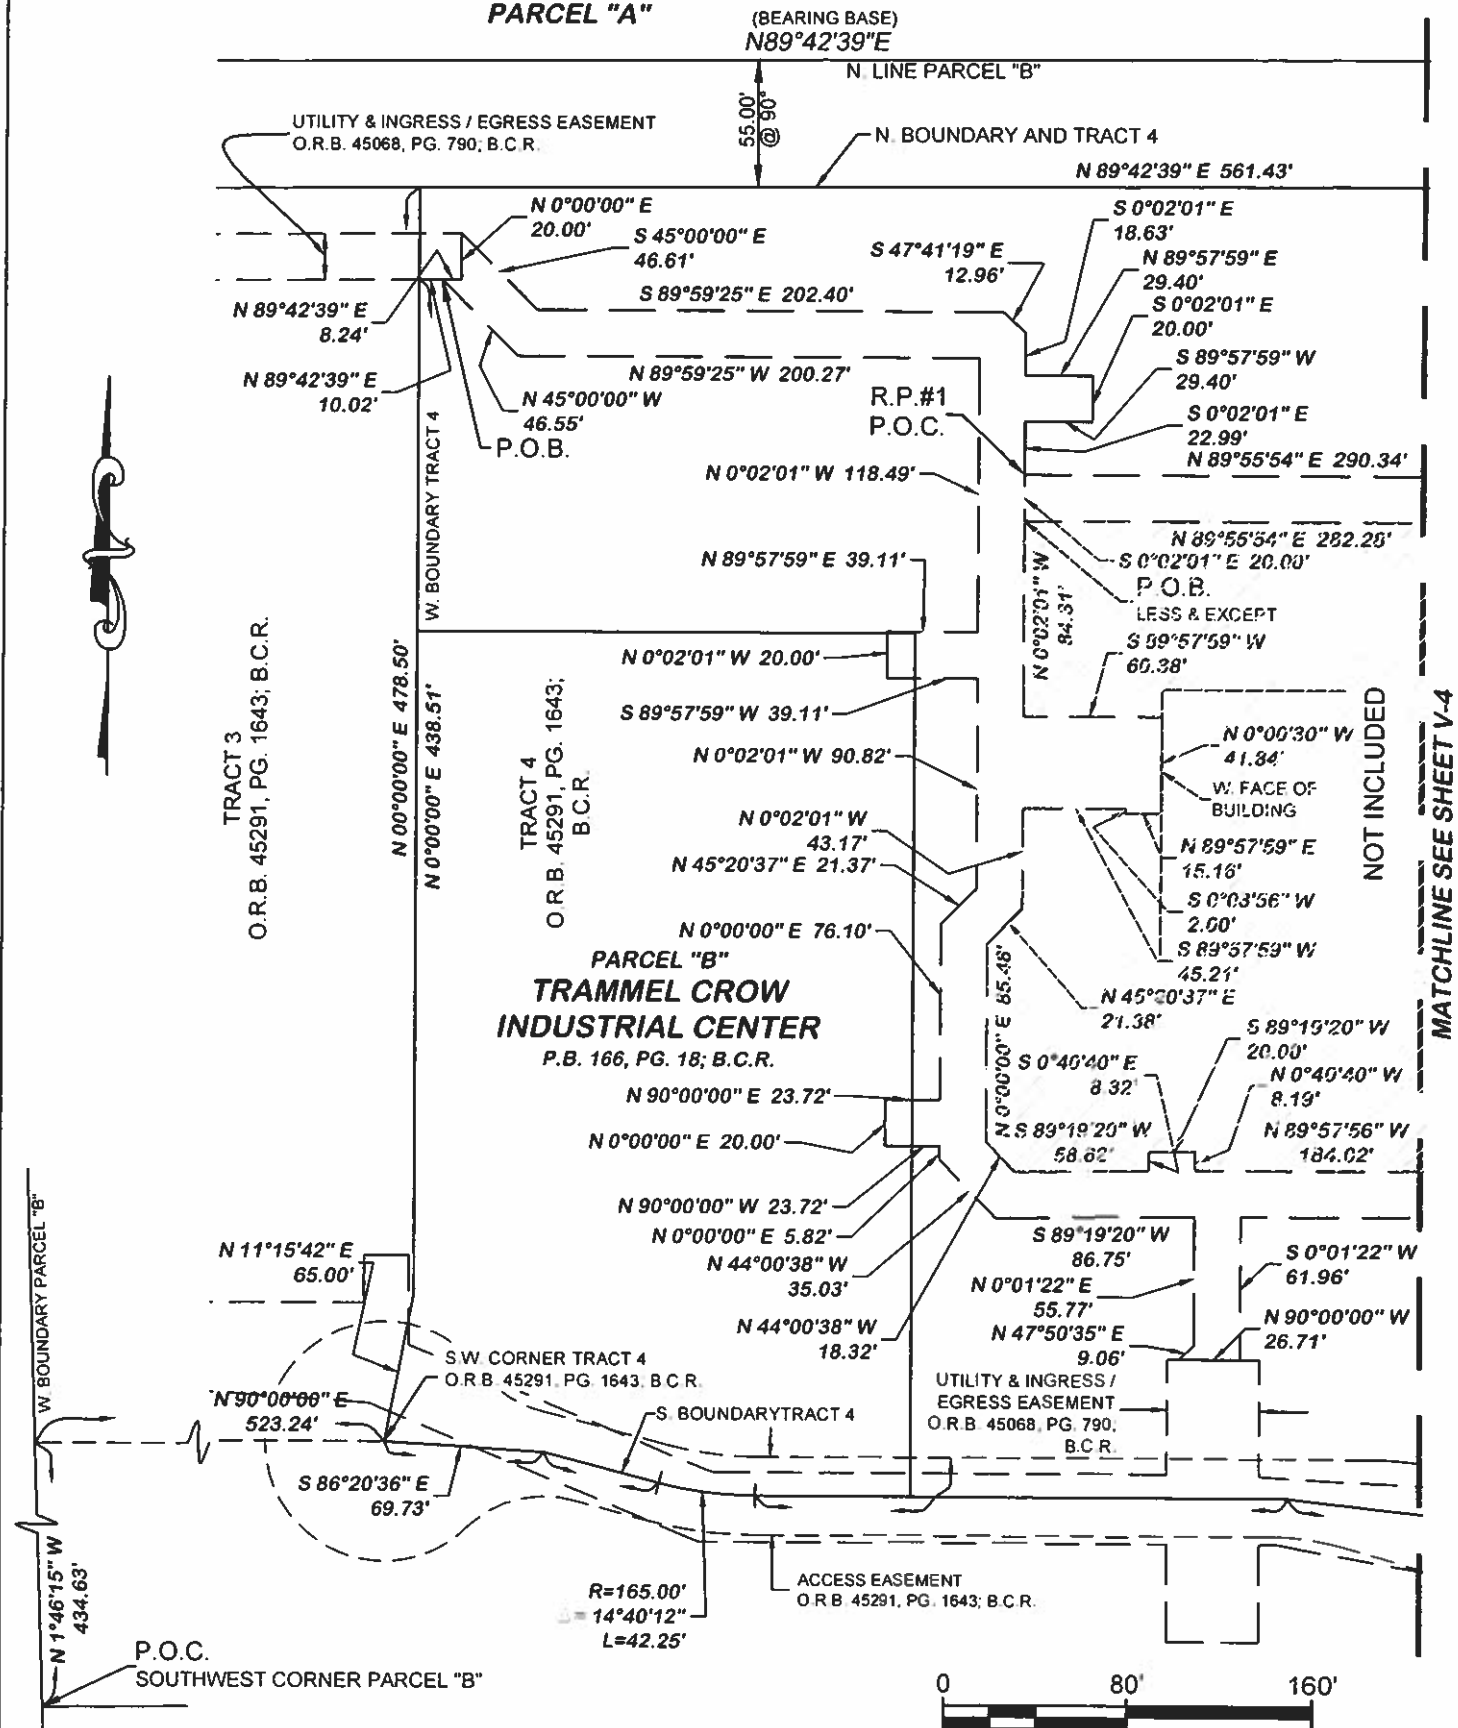 PARCEL "A"
(BEARING BASE)
N89°42'39"E
N. LINE PARCEL "B"
55.00'
@ 90°
UTILITY & INGRESS / EGRESS EASEMENT
O.R.B. 45068, PG. 790; B.C.R.
N. BOUNDARY AND TRACT 4
N 89°42'39" E 561.43'
N 0°00'00" E
20.00'
S 45°00'00" E
46.61'
S 89°59'25" E 202.40'
S 47°41'19" E
12.96'
S 0°02'01" E
18.63'
N 89°57'59" E
29.40'
S 0°02'01" E
20.00'
S 89°57'59" W
29.40'
S 0°02'01" E
22.99'
N 89°55'54" E 290.34'
N 89°42'39" E
8.24'
N 89°42'39" E
10.02'
N 45°00'00" W
46.55'
P.O.B.
N 89°59'25" W 200.27'
R.P.#1
P.O.C.
W. BOUNDARY TRACT 4
N 0°02'01" W 118.49'
N 89°55'54" E 282.28'
S 0°02'01" E 20.00'
P.O.B.
LESS & EXCEPT
N 0°02'01" W
84.31'
N 89°57'59" E 39.11'
S 89°57'59" W
60.38'
N 0°02'01" W 20.00'
S 89°57'59" W 39.11'
N 0°02'01" W 90.82'
N 0°00'30" W
41.84'
W. FACE OF
BUILDING
NOT INCLUDED
MATCHLINE SEE SHEET V-4
TRACT 3
O.R.B. 45291, PG. 1643; B.C.R.
N 00°00'00" E 478.50'
N 0°00'00" E 438.51'
TRACT 4
O.R.B. 45291, PG. 1643;
B.C.R.
N 0°02'01" W
43.17'
N 45°20'37" E 21.37'
N 89°57'59" E
15.16'
S 0°03'56" W
2.00'
S 89°57'59" W
45.21'
N 45°20'37" E
21.38'
N 0°00'00" E 76.10'
N 0°00'00" E 85.48'
PARCEL "B"
TRAMMEL CROW
INDUSTRIAL CENTER
P.B. 166, PG. 18; B.C.R.
S 89°19'20" W
20.00'
S 0°40'40" E
8.32'
N 0°40'40" W
8.19'
N 90°00'00" E 23.72'
N 0°00'00" E 20.00'
S 89°19'20" W
58.62'
N 89°57'56" W
184.02'
N 90°00'00" W 23.72'
N 0°00'00" E 5.82'
N 44°00'38" W
35.03'
N 44°00'38" W
18.32'
S 89°19'20" W
86.75'
S 0°01'22" W
61.96'
N 0°01'22" E
55.77'
N 90°00'00" W
26.71'
N 47°50'35" E
9.06'
W. BOUNDARY PARCEL "B"
N 11°15'42" E
65.00'
S.W. CORNER TRACT 4
O.R.B. 45291, PG. 1643; B.C.R.
N 90°00'00" E
523.24'
S. BOUNDARYTRACT 4
UTILITY & INGRESS /
EGRESS EASEMENT
O.R.B. 45068, PG. 790;
B.C.R.
S 86°20'36" E
69.73'
N 1°46'15" W
434.63'
R=165.00'
= 14°40'12"
L=42.25'
ACCESS EASEMENT
O.R.B. 45291, PG. 1643; B.C.R.
P.O.C.
SOUTHWEST CORNER PARCEL "B"
0 80' 160'